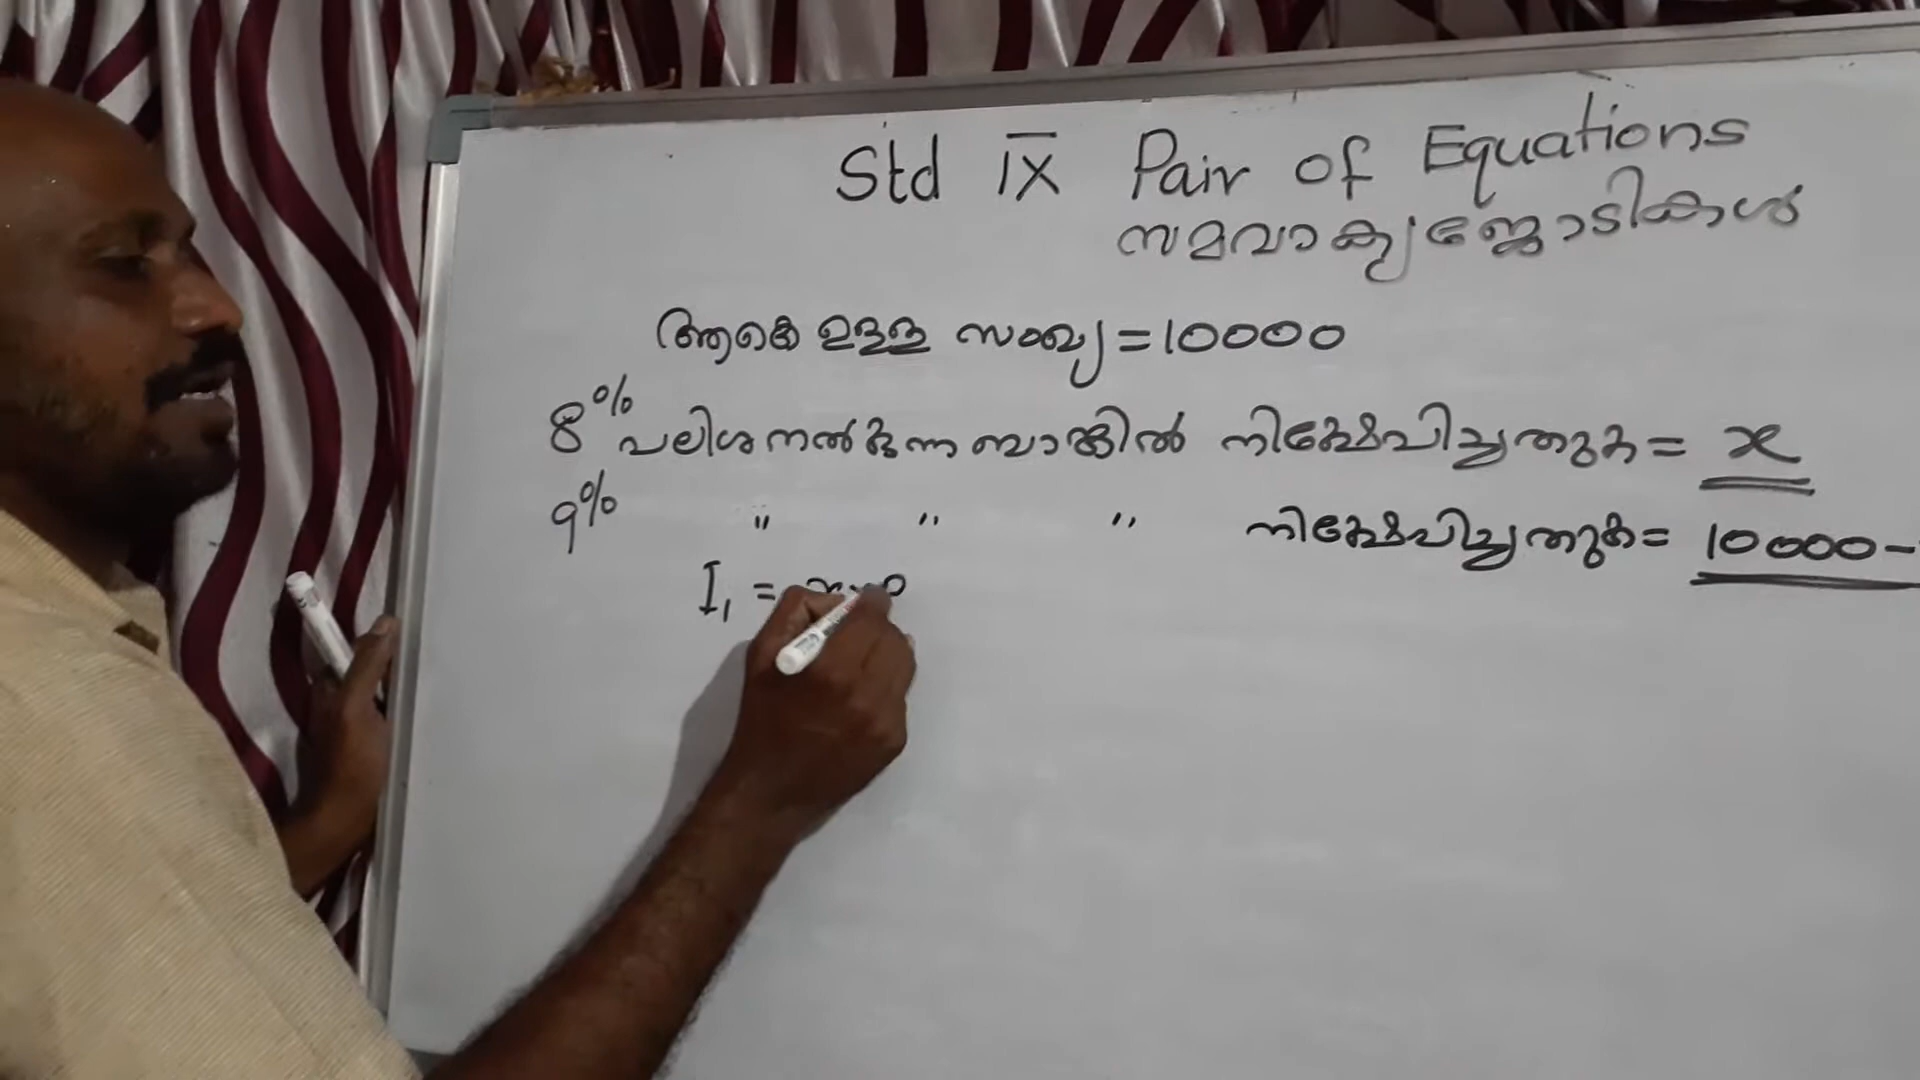 Std IX Pair of Equations
സമവാക്യജോടികൾ
ആകെ ഉള്ള സംഖ്യ = 10000
8% പലിശ നൽകുന്ന ബാങ്കിൽ നിക്ഷേപിച്ച തുക = x
9% " " " നിക്ഷേപിച്ച തുക = 10000 -
I₁ =